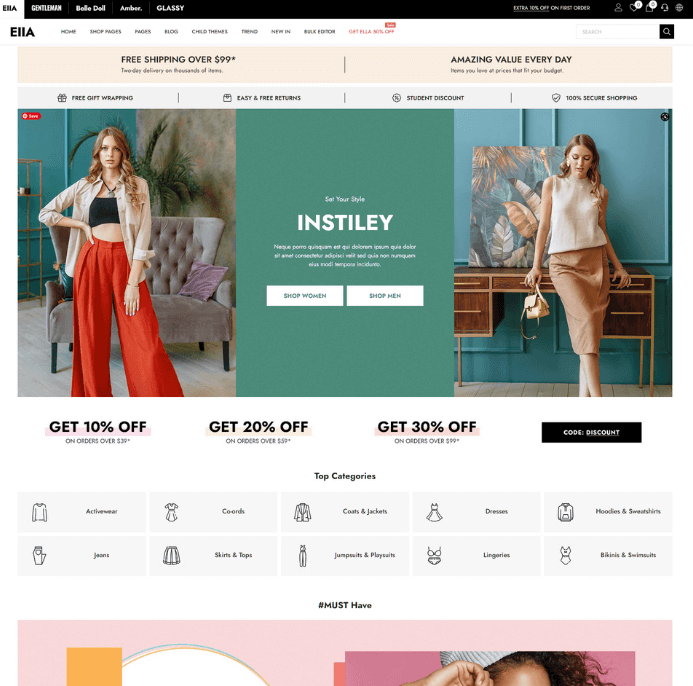 EllA GENTLEMAN Bella Doll Amber. GLASSY
EXTRA 10% OFF ON FIRST ORDER 0 0
EllA
HOME SHOP PAGES PAGES BLOG CHILD THEMES TREND NEW IN BULK EDITOR GET ELLA 50% OFF
Sale
SEARCH
FREE SHIPPING OVER $99*
Two-day delivery on thousands of items.
AMAZING VALUE EVERY DAY
Items you love at prices that fit your budget.
FREE GIFT WRAPPING EASY & FREE RETURNS STUDENT DISCOUNT 100% SECURE SHOPPING
Save
Set Your Style
INSTILEY
Neque porro quisquam est qui dolorem ipsum quia dolor
sit amet consectetur adipisci velit sed quia non numquam
eius modi tempora incidunt.
SHOP WOMEN SHOP MEN
GET 10% OFF
ON ORDERS OVER $39*
GET 20% OFF
ON ORDERS OVER $59*
GET 30% OFF
ON ORDERS OVER $99*
CODE: DISCOUNT
Top Categories
Activewear Co-ords Coats & Jackets Dresses Hoodies & Sweatshirts
Jeans Skirts & Tops Jumpsuits & Playsuits Lingeries Bikinis & Swimsuits
#MUST Have